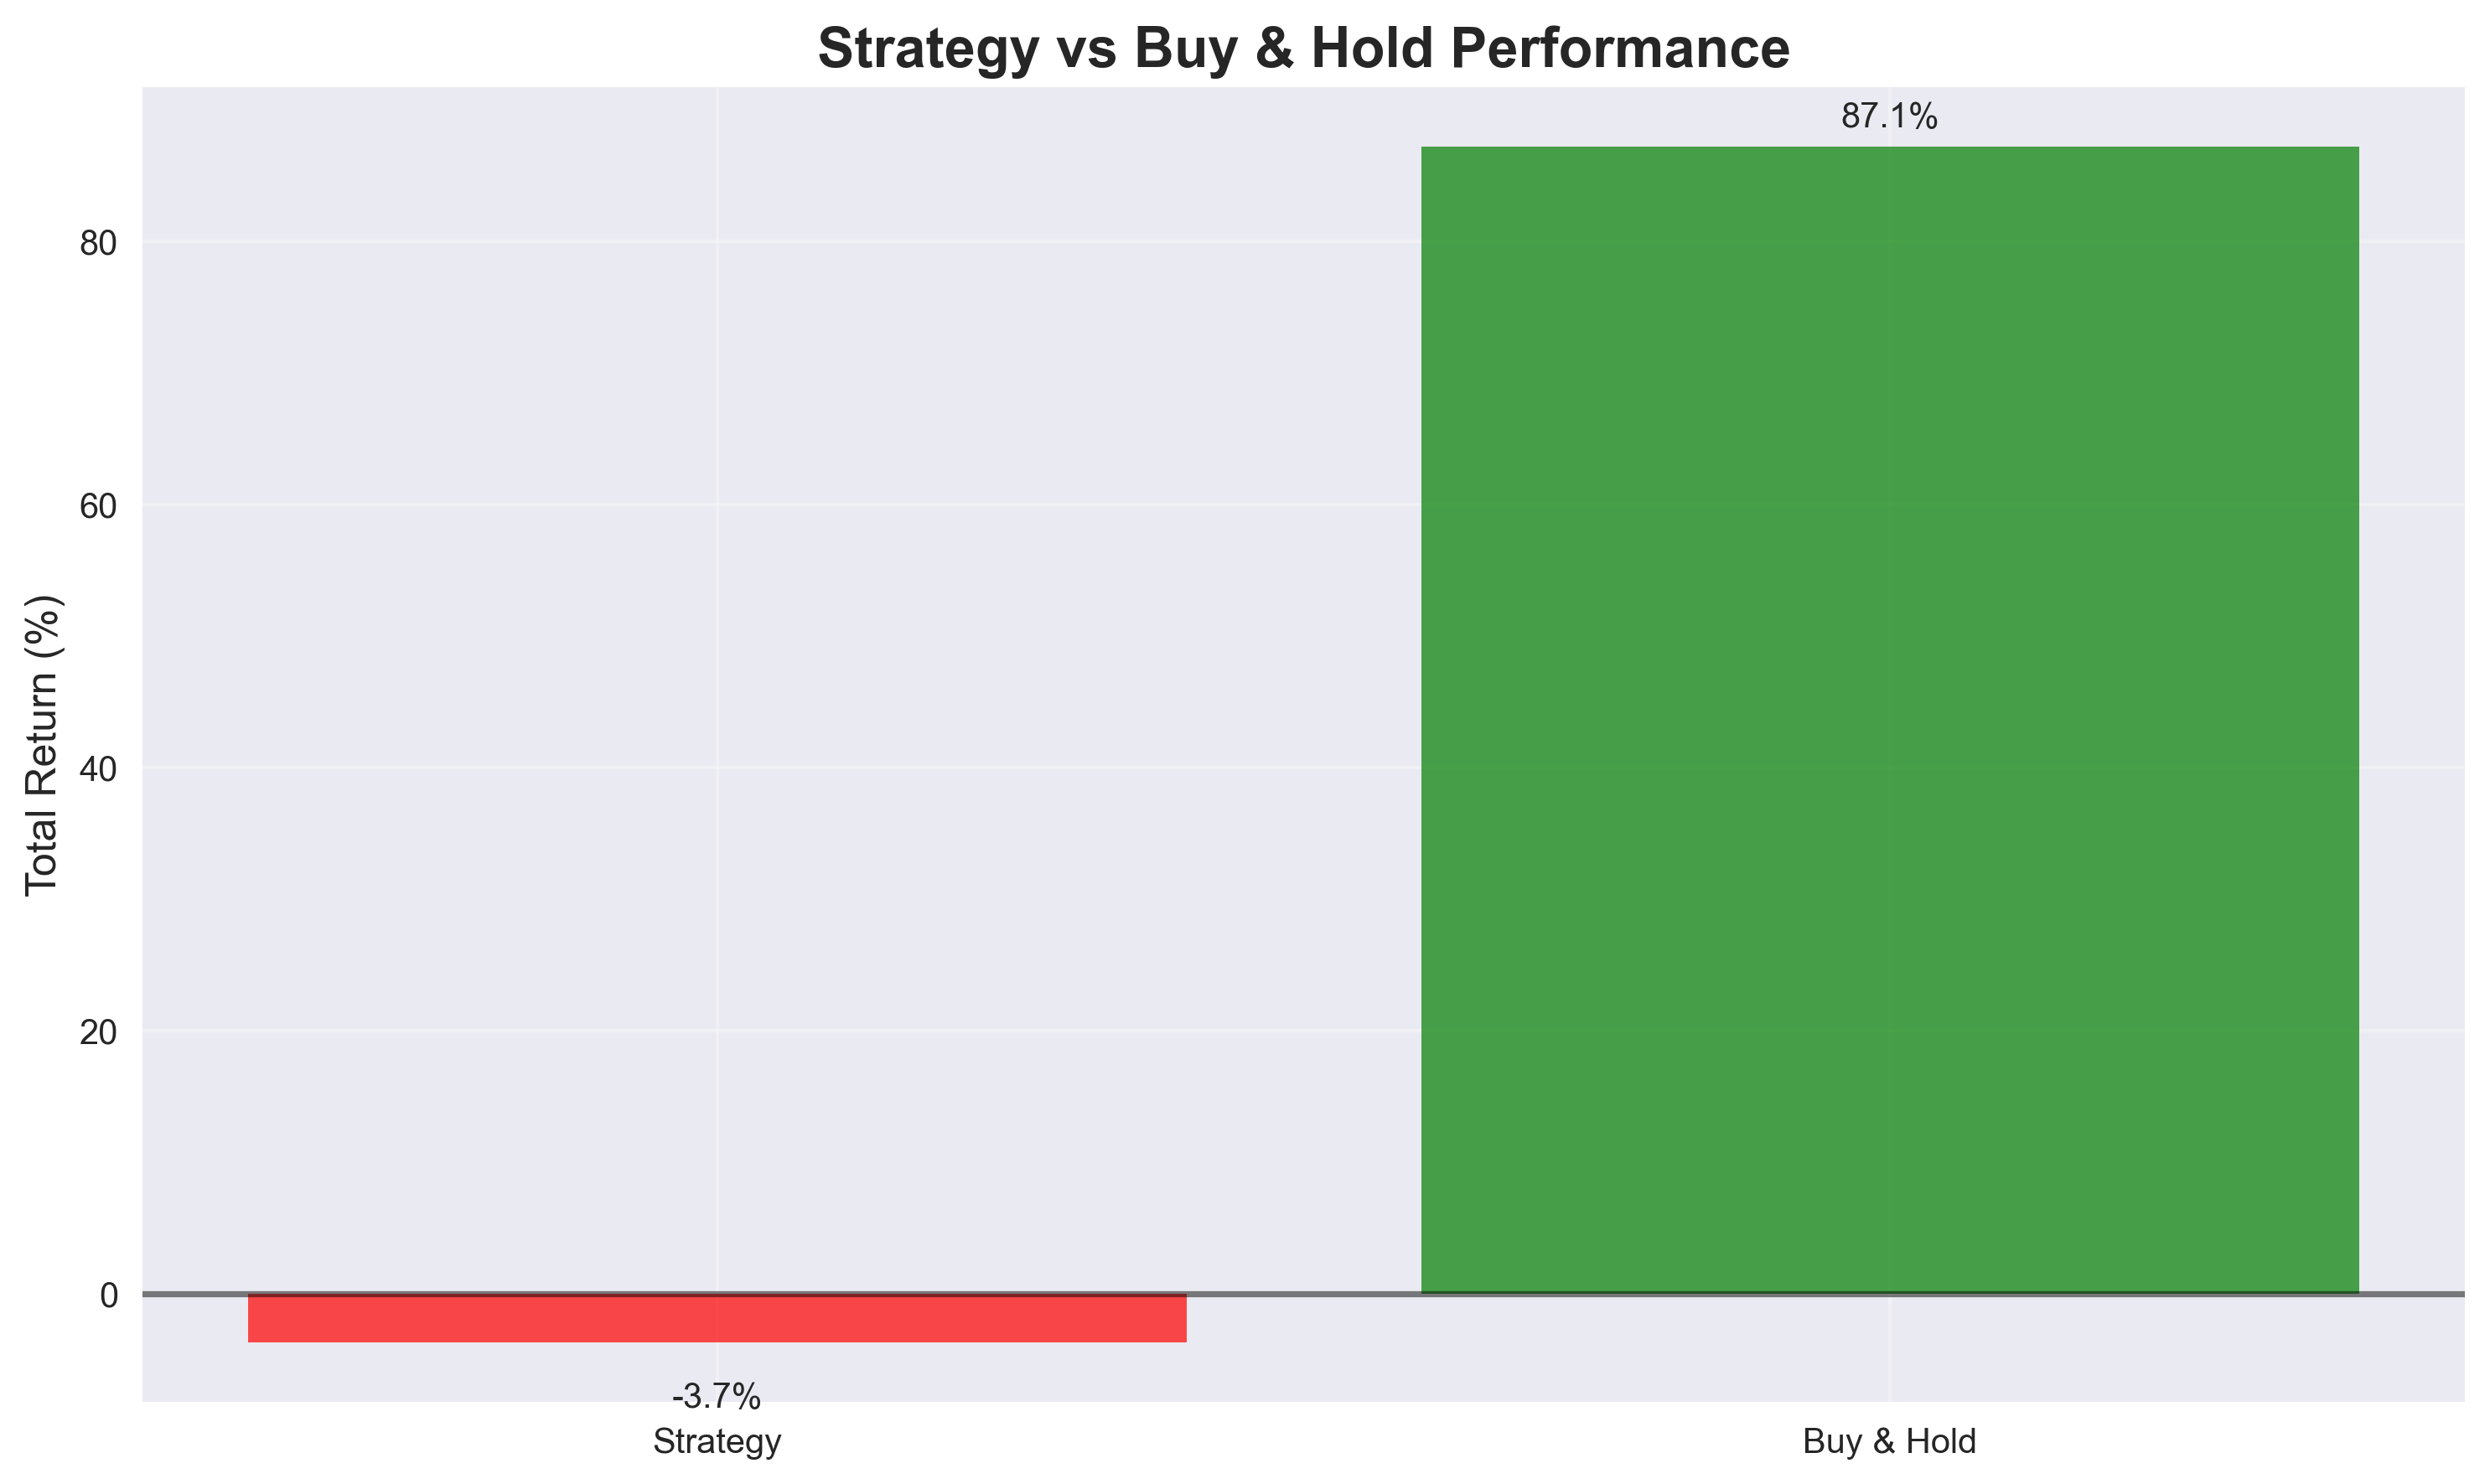 Strategy vs Buy & Hold Performance
87.1%
80
60
40
20
0
Total Return (%)
-3.7%
Strategy
Buy & Hold